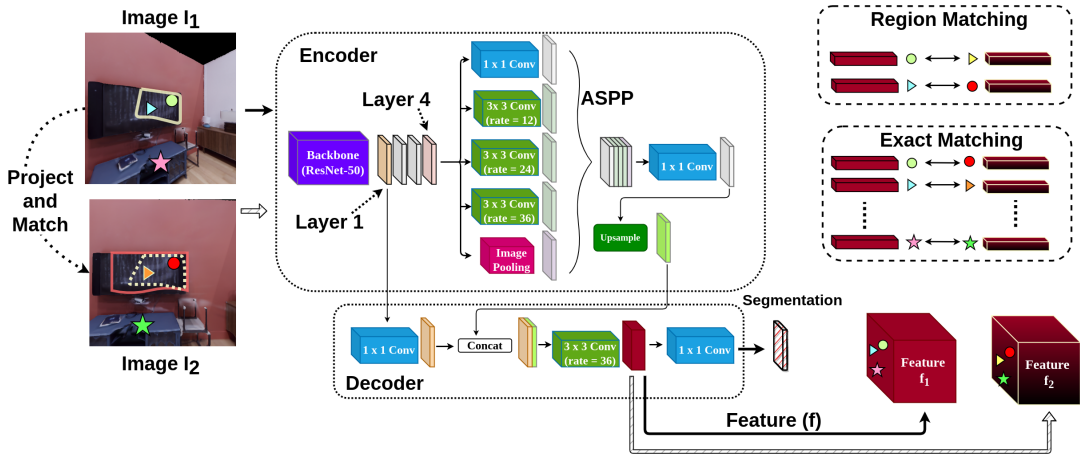 Image I1
Project
and
Match
Image I2
Encoder
Layer 4
Backbone
(ResNet-50)
Layer 1
1 x 1 Conv
3x 3 Conv
(rate = 12)
3 x 3 Conv
(rate = 24)
3 x 3 Conv
(rate = 36)
Image
Pooling
ASPP
1 x 1 Conv
Upsample
1 x 1 Conv
Concat
3 x 3 Conv
(rate = 36)
1 x 1 Conv
Decoder
Segmentation
Feature (f)
Region Matching
Exact Matching
Feature
f1
Feature
f2